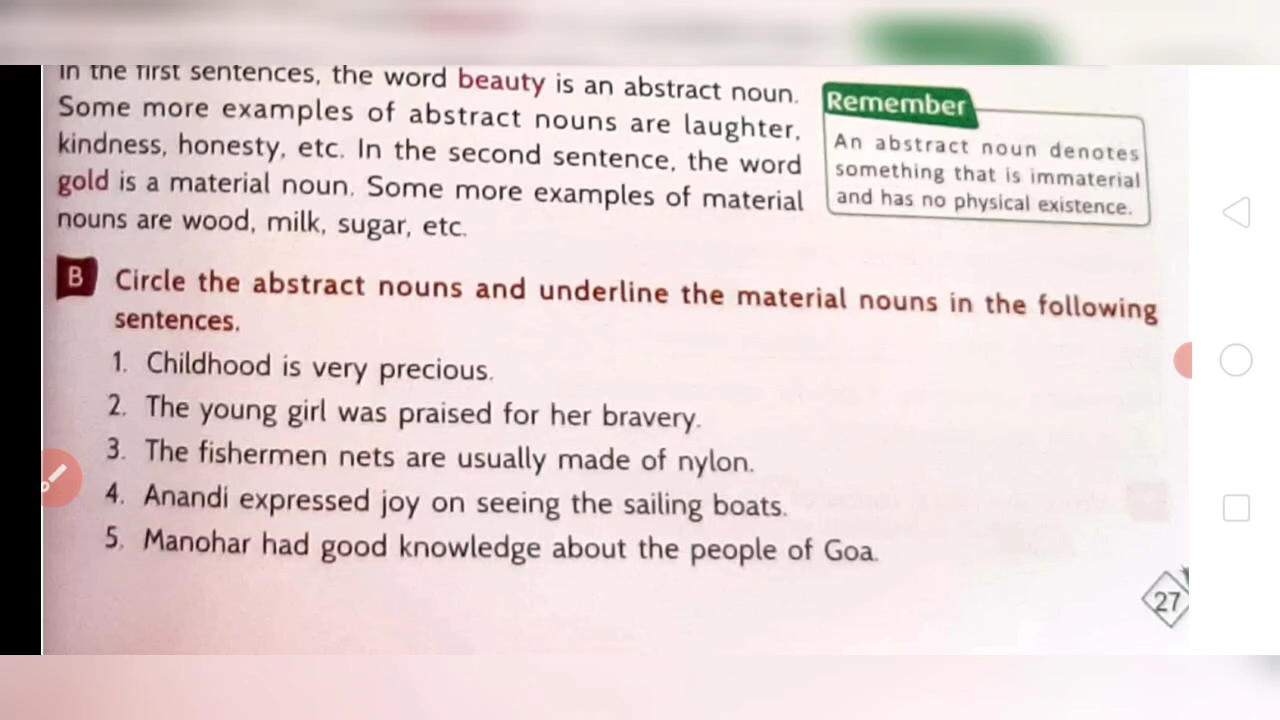 In the first sentences, the word beauty is an abstract noun.
Some more examples of abstract nouns are laughter,
kindness, honesty, etc. In the second sentence, the word
gold is a material noun. Some more examples of material
nouns are wood, milk, sugar, etc.
Remember
An abstract noun denotes
something that is immaterial
and has no physical existence.
B Circle the abstract nouns and underline the material nouns in the following
sentences.
1. Childhood is very precious.
2. The young girl was praised for her bravery.
3. The fishermen nets are usually made of nylon.
4. Anandi expressed joy on seeing the sailing boats.
5. Manohar had good knowledge about the people of Goa.
27